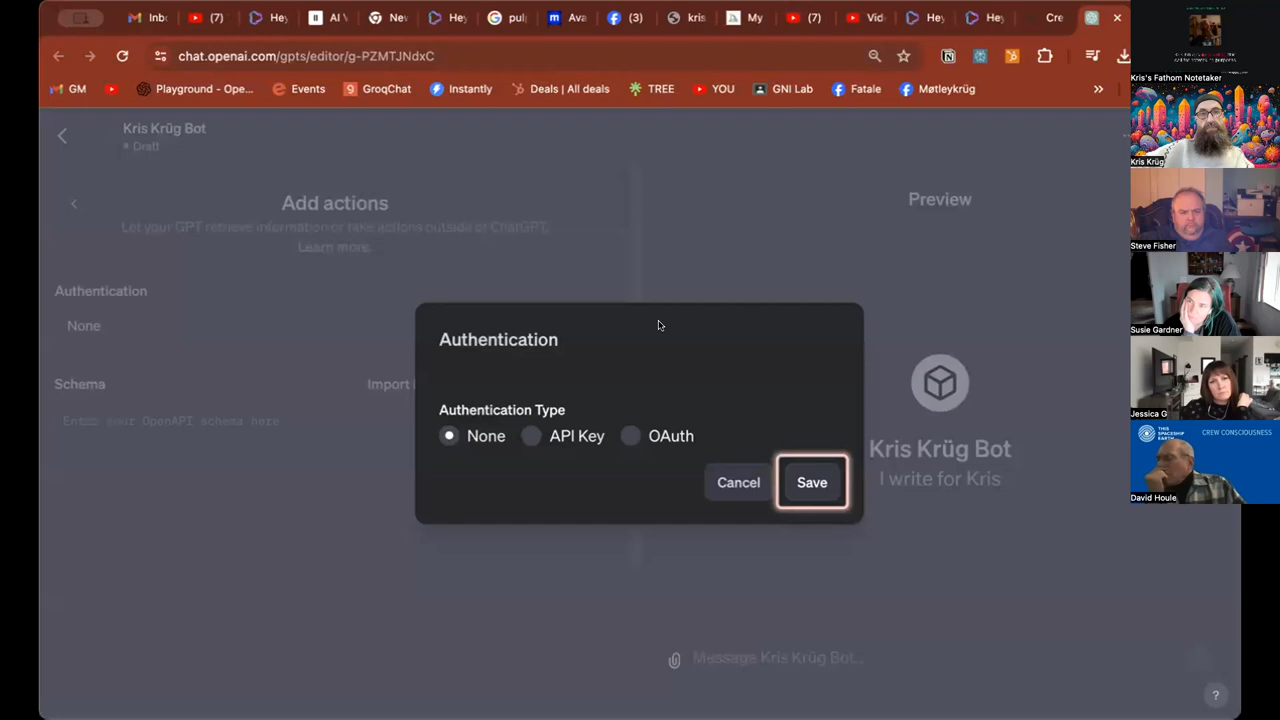 Inb
(7)
Hey
AI V
Nev
Hey
pul
Ava
(3)
kris
My
(7)
Vid
Hey
Hey
Cre
chat.openai.com/gpts/editor/g-PZMTJNdxC
GM
Playground - Ope...
Events
GroqChat
Instantly
Deals | All deals
TREE
YOU
GNI Lab
Fatale
Møtleykrüg
»
Kris Krüg Bot
Draft
Add actions
Let your GPT retrieve information or take actions outside of ChatGPT.
Learn more.
Authentication
None
Schema
Import
Enter your OpenAPI schema here
Authentication
Authentication Type
None
API Key
OAuth
Cancel
Save
Preview
Kris Krüg Bot
I write for Kris
Message Kris Krüg Bot...
?
Kris's Fathom Notetaker
Kris Krüg
Steve Fisher
Susie Gardner
Jessica G
THIS
SPACESHIP
EARTH
CREW CONSCIOUSNESS
David Houle